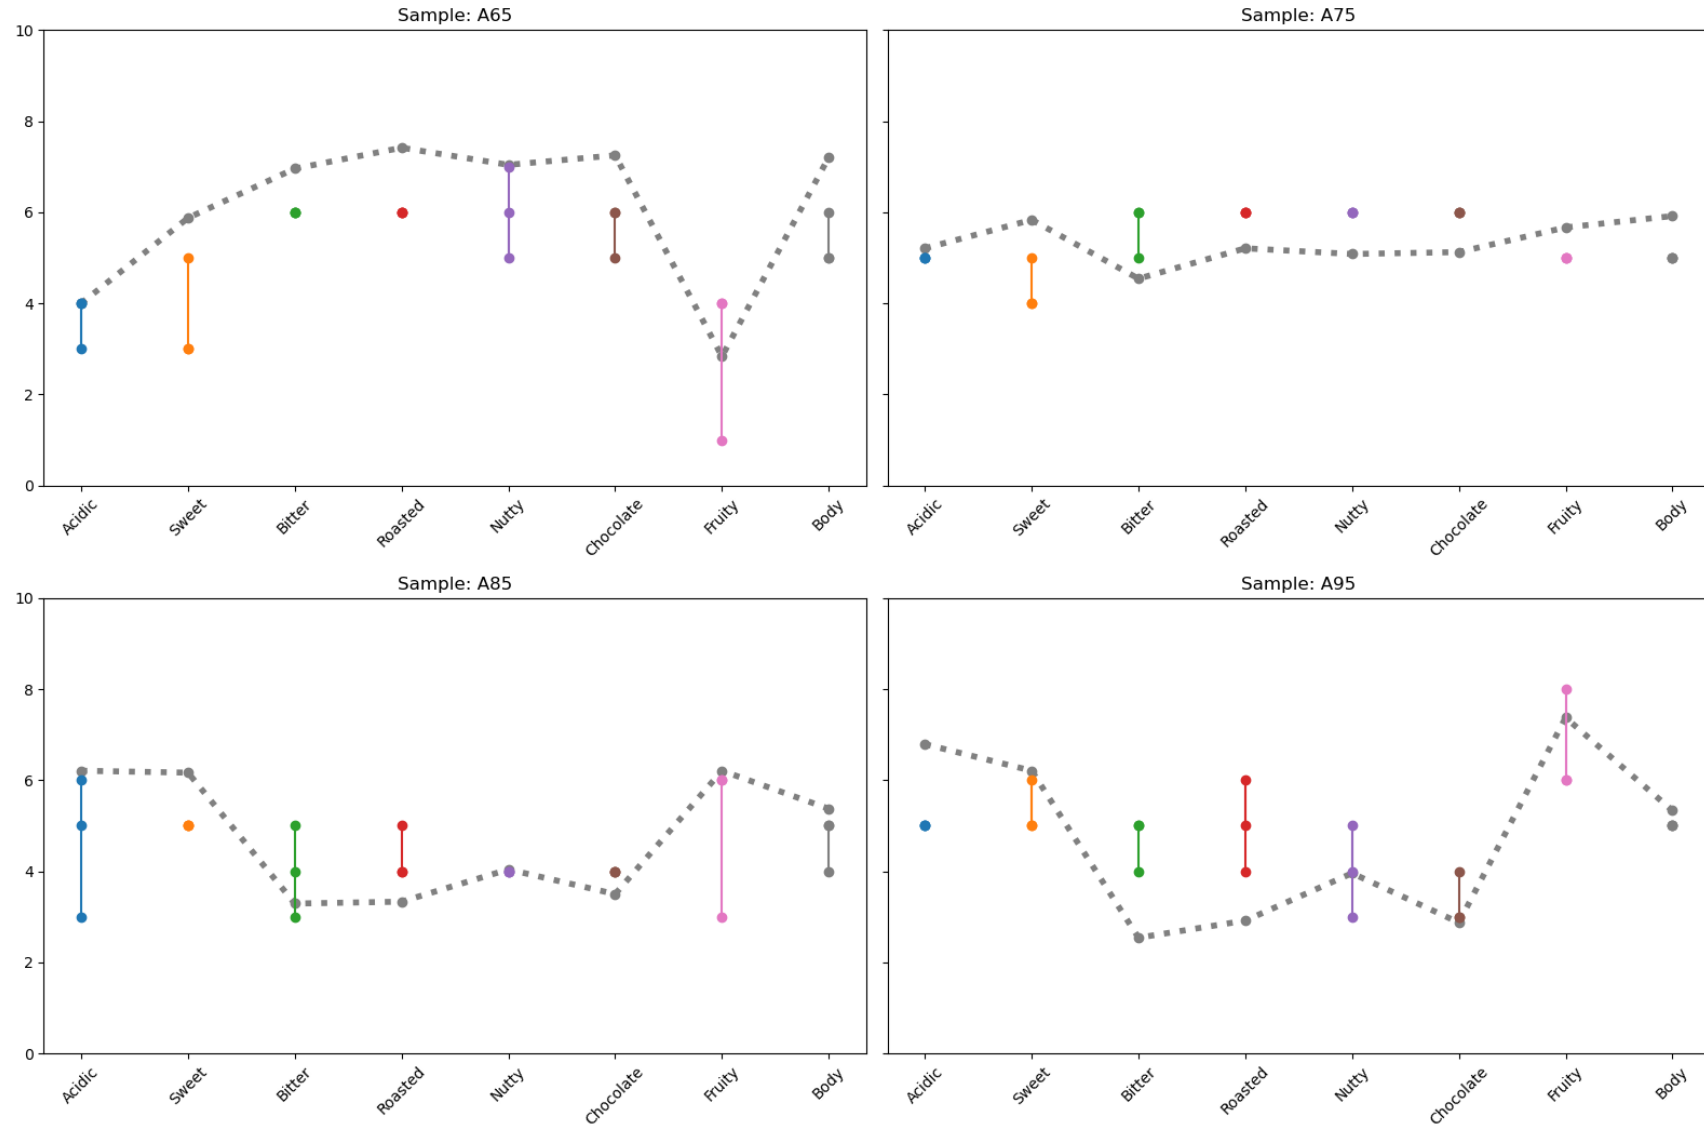 Sample: A65
10
8
6
4
2
0
Acidic
Sweet
Bitter
Roasted
Nutty
Chocolate
Fruity
Body
Sample: A75
Acidic
Sweet
Bitter
Roasted
Nutty
Chocolate
Fruity
Body
Sample: A85
10
8
6
4
2
0
Acidic
Sweet
Bitter
Roasted
Nutty
Chocolate
Fruity
Body
Sample: A95
Acidic
Sweet
Bitter
Roasted
Nutty
Chocolate
Fruity
Body